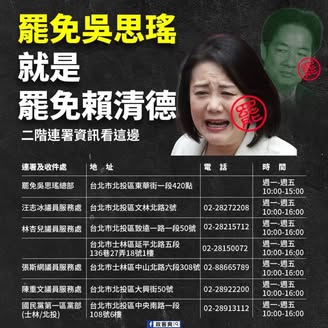 罷免吳思瑤
就是
罷免賴清德
二階連署資訊看這邊
罷
罷
連署及收件處 地 址 電 話 時 間
罷免吳思瑤總部 台北市北投區東華街一段420點 週一-週五 10:00-15:00
汪志冰議員服務處 台北市北投區文林北路2號 02-28272208 週一-週五 10:00-16:00
林杏兒議員服務處 台北市北投區致遠一路一段50號 02-28215712 週一-週五 10:00-16:00
台北市士林區延平北路五段 136巷27弄18號1樓 02-28150072 週一-週五 10:00-16:00
張斯綱議員服務處 台北市士林區中山北路六段308號 02-88665789 週一-週五 10:00-16:00
陳重文議員服務處 台北市北投區大興街50號 02-28922200 週一-週五 10:00-16:00
國民黨第一區黨部 (士林/北投) 台北市北投區中央南路一段 108號6樓 02-28913112 週一-週五 10:00-16:00